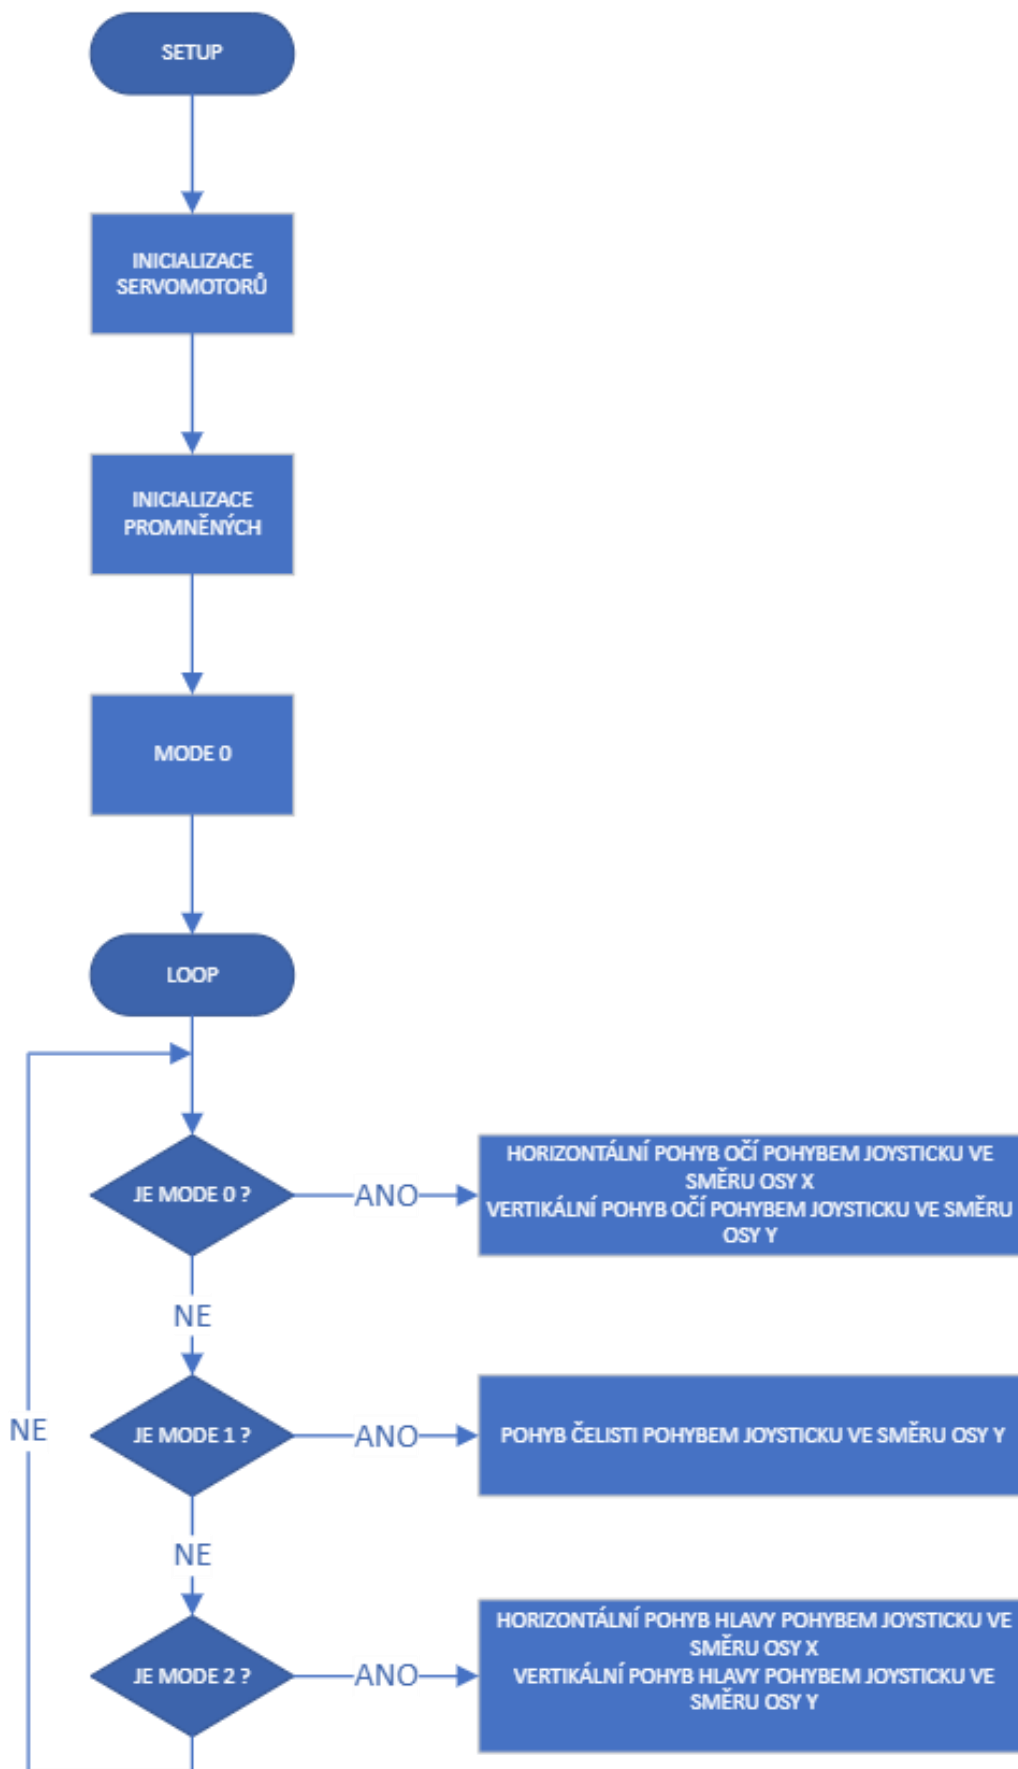 SETUP
INICIALIZACE
SERVOMOTORŮ
INICIALIZACE
PROMNĚNÝCH
MODE 0
LOOP
JE MODE 0 ?
ANO
HORIZONTÁLNÍ POHYB OČÍ POHYBEM JOYSTICKU VE
SMĚRU OSY X
VERTIKÁLNÍ POHYB OČÍ POHYBEM JOYSTICKU VE SMĚRU
OSY Y
NE
JE MODE 1 ?
ANO
POHYB ČELISTI POHYBEM JOYSTICKU VE SMĚRU OSY Y
NE
NE
JE MODE 2 ?
ANO
HORIZONTÁLNÍ POHYB HLAVY POHYBEM JOYSTICKU VE
SMĚRU OSY X
VERTIKÁLNÍ POHYB HLAVY POHYBEM JOYSTICKU VE
SMĚRU OSY Y